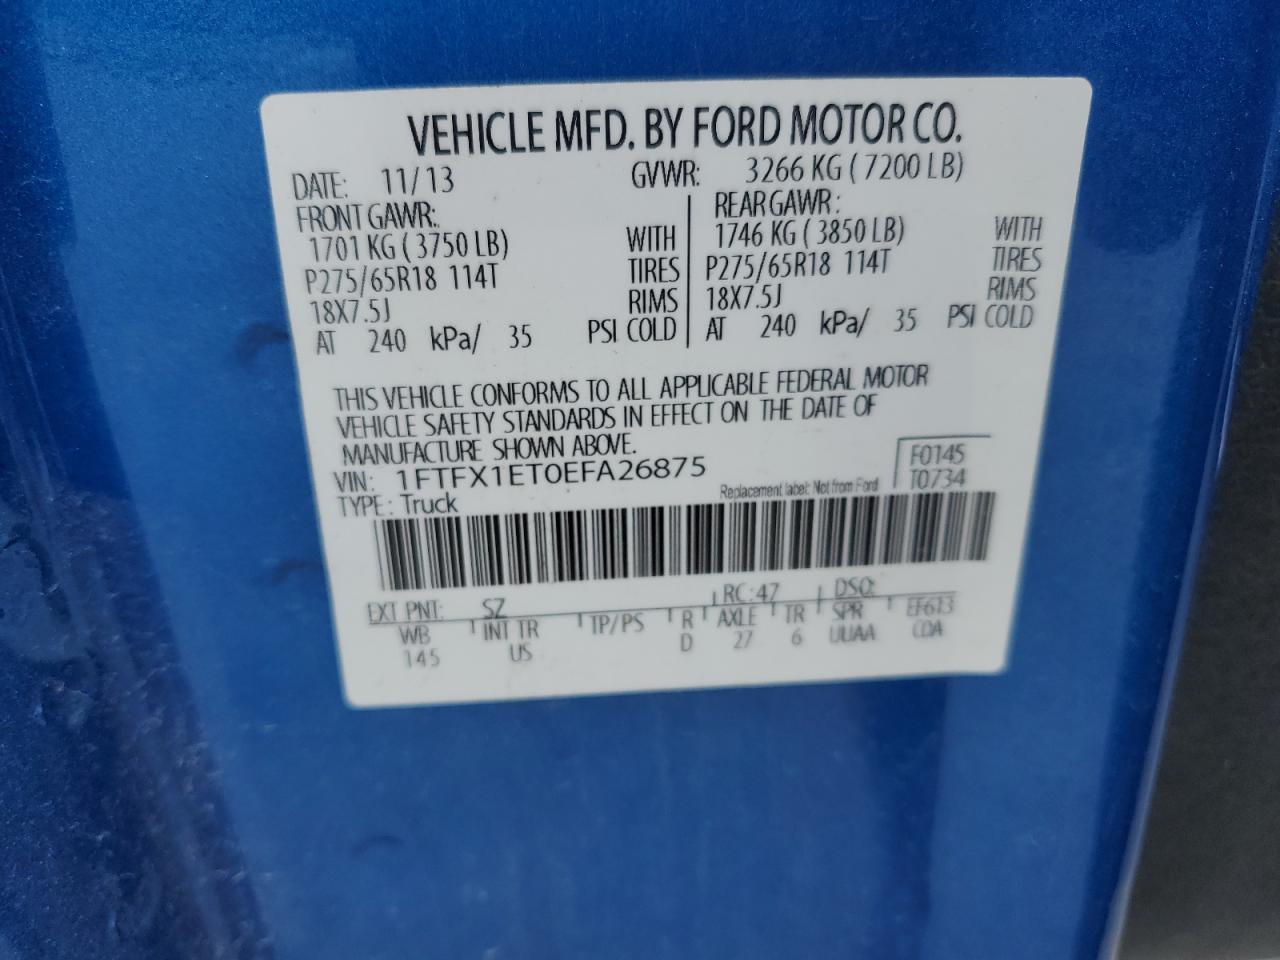 VEHICLE MFD. BY FORD MOTOR CO.
DATE: 11/13 GVWR: 3266 KG ( 7200 LB)
FRONT GAWR: REAR GAWR:
1701 KG ( 3750 LB) WITH 1746 KG ( 3850 LB) WITH
P275/65R18 114T TIRES P275/65R18 114T TIRES
18X7.5J RIMS 18X7.5J RIMS
AT 240 kPa/ 35 PSI COLD AT 240 kPa/ 35 PSI COLD
THIS VEHICLE CONFORMS TO ALL APPLICABLE FEDERAL MOTOR
VEHICLE SAFETY STANDARDS IN EFFECT ON THE DATE OF
MANUFACTURE SHOWN ABOVE.
VIN: 1FTFX1ET0EFA26875 F0145
TYPE: Truck Replacement label: Not from Ford T0734
EXT PNT: SZ RC: 47 DSO:
WB INT TR TP/PS R AXLE TR SPR EF613
145 US D 27 6 UUAA CDA